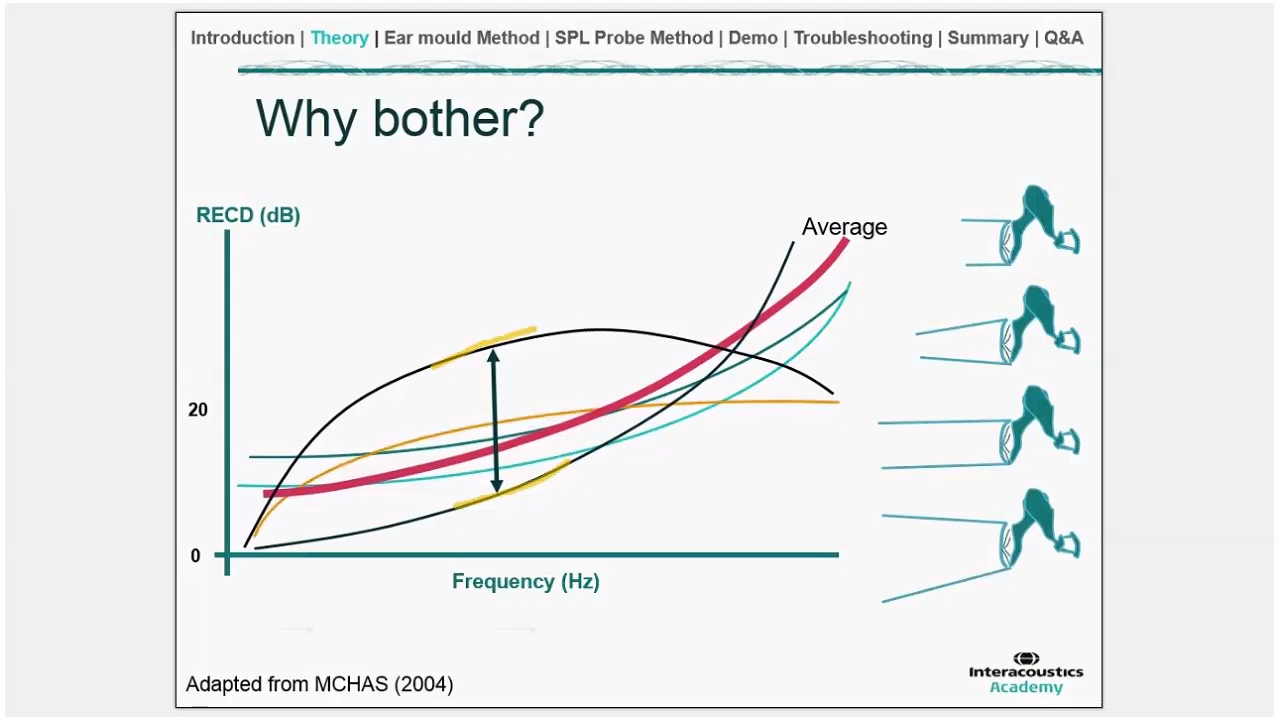 Introduction | Theory | Ear mould Method | SPL Probe Method | Demo | Troubleshooting | Summary | Q&A
Why bother?
RECD (dB)
Average
20
0
Frequency (Hz)
Adapted from MCHAS (2004)
Interacoustics
Academy